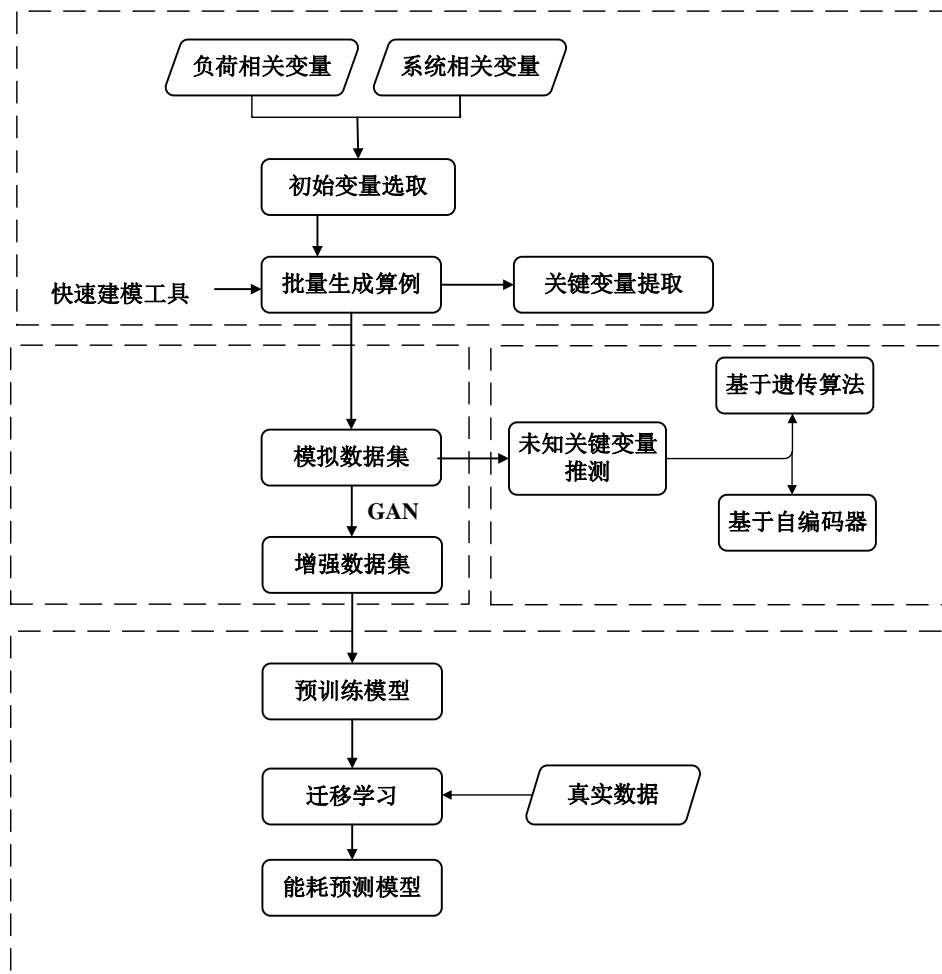 负荷相关变量
系统相关变量
初始变量选取
快速建模工具
批量生成算例
关键变量提取
基于遗传算法
模拟数据集
未知关键变量
推测
GAN
基于自编码器
增强数据集
预训练模型
迁移学习
真实数据
能耗预测模型